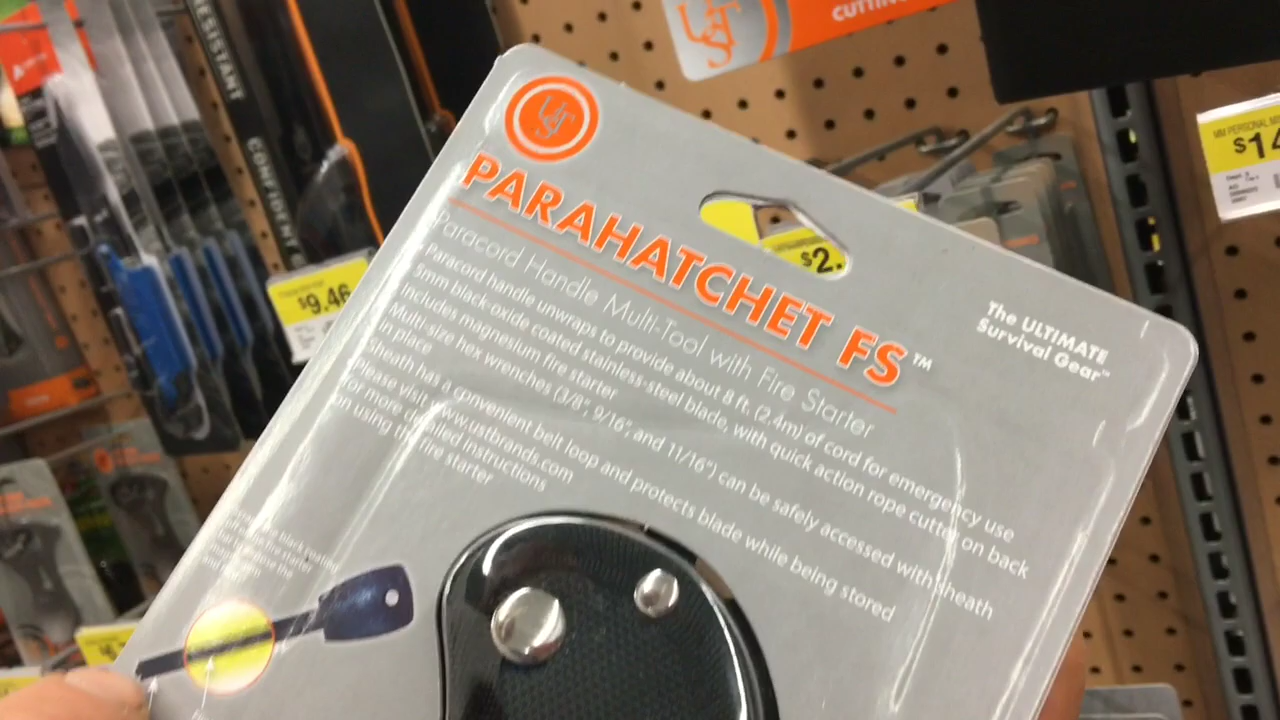 RESISTANT
CONFIDENT
UST
CUTTING
$9.46
$14
$2.
UST
PARAHATCHET FS™
Paracord Handle Multi-Tool with Fire Starter
Paracord handle unwraps to provide about 8 ft. (2.4m) of cord for emergency use
5mm black oxide coated stainless-steel blade, with quick action rope cutter on back
Includes magnesium fire starter
Multi-size hex wrenches (3/8", 9/16", and 11/16") can be safely accessed with sheath
in place
Sheath has a convenient belt loop and protects blade while being stored
Please visit www.ustbrands.com
for more detailed instructions
on using the fire starter
The ULTIMATE
Survival Gear™